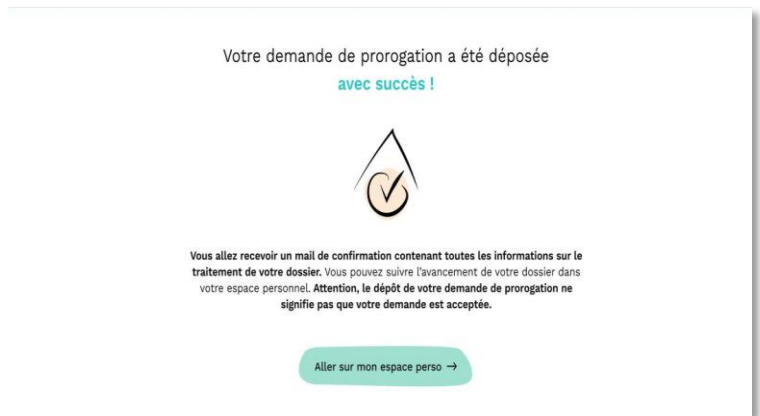 Votre demande de prorogation a été déposée
avec succès !
Vous allez recevoir un mail de confirmation contenant toutes les informations sur le
traitement de votre dossier. Vous pouvez suivre l'avancement de votre dossier dans
votre espace personnel. Attention, le dépôt de votre demande de prorogation ne
signifie pas que votre demande est acceptée.
Aller sur mon espace perso →